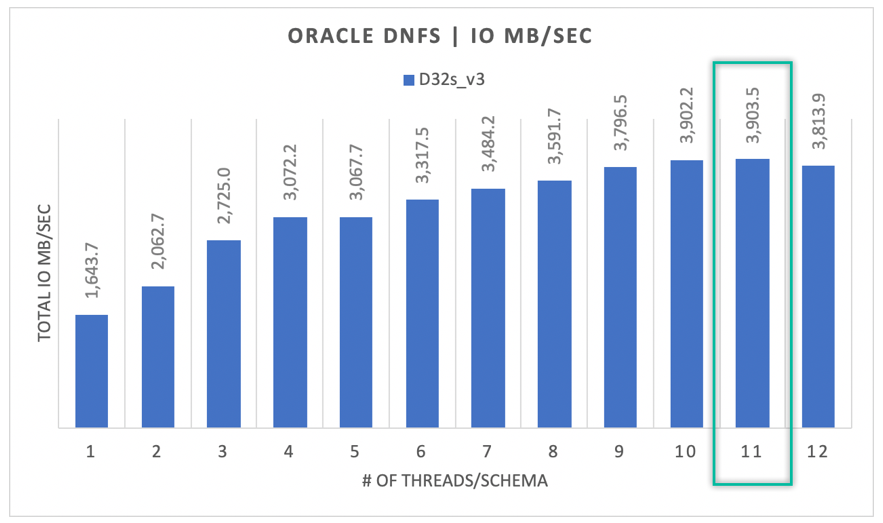 ORACLE DNFS | IO MB/SEC
D32s_v3
TOTAL IO MB/SEC
1,643.7
2,062.7
2,725.0
3,072.2
3,067.7
3,317.5
3,484.2
3,591.7
3,796.5
3,902.2
3,903.5
3,813.9
1 2 3 4 5 6 7 8 9 10 11 12
# OF THREADS/SCHEMA